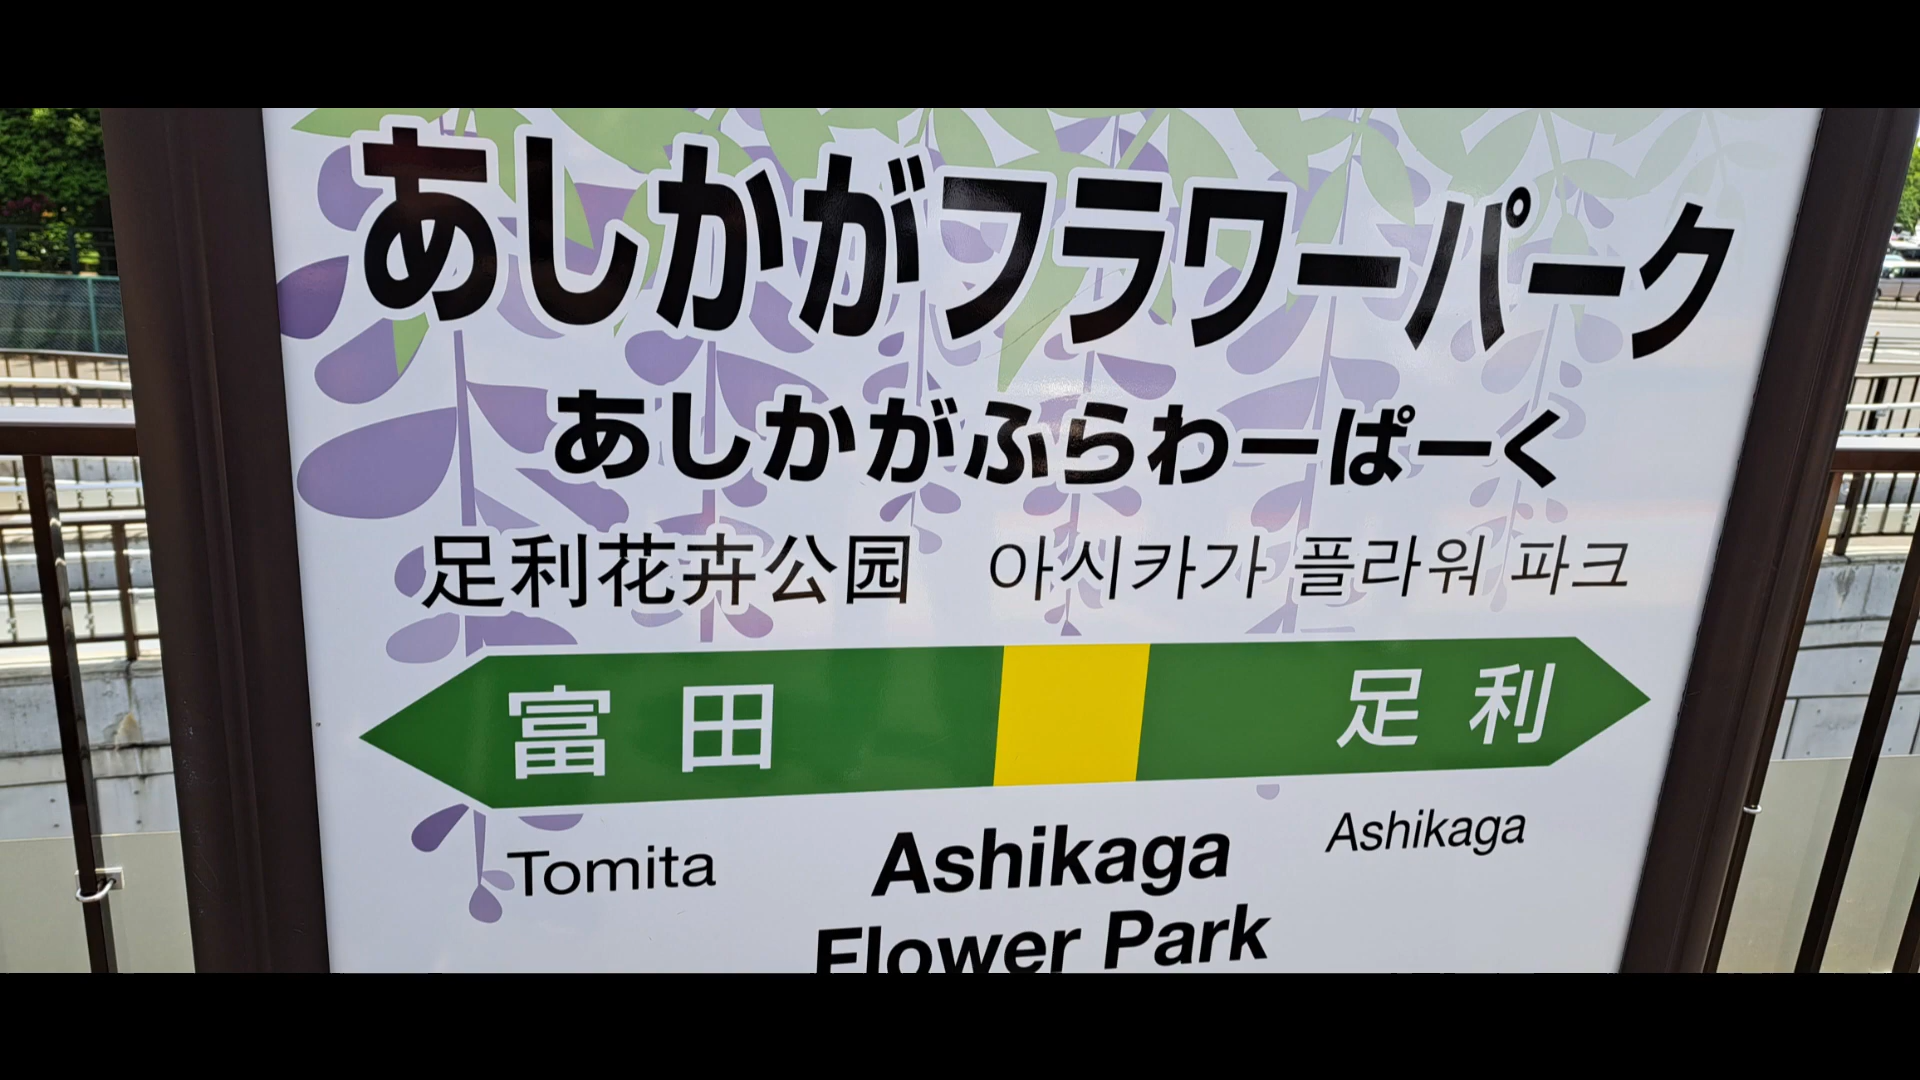 あしかがフラワーパーク
あしかがふらわーぱーく
足利花卉公园 아시카가 플라워 파크
富田 足利
Tomita Ashikaga Ashikaga
Flower Park